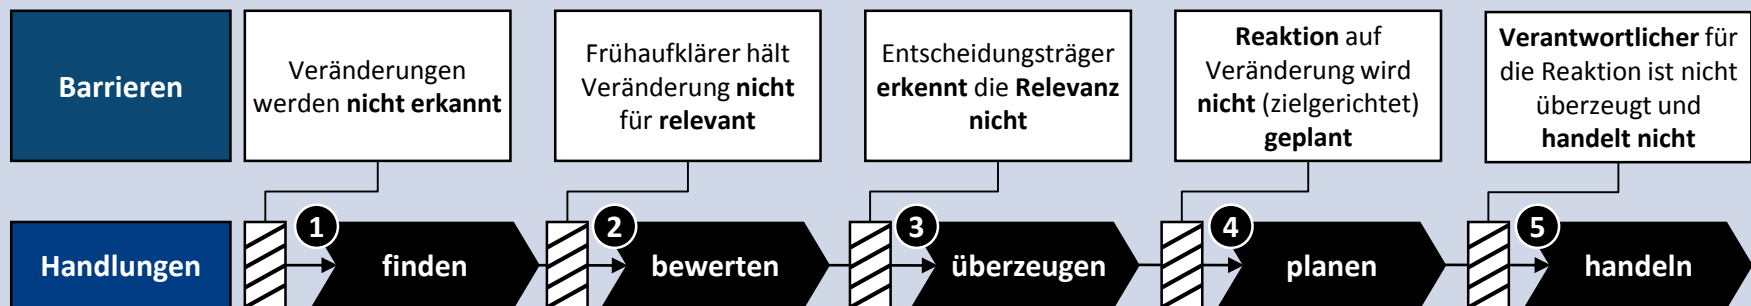 Barrieren
Veränderungen
werden nicht erkannt
Frühaufklärer hält
Veränderung nicht
für relevant
Entscheidungsträger
erkennt die Relevanz
nicht
Reaktion auf
Veränderung wird
nicht (zielgerichtet)
geplant
Verantwortlicher für
die Reaktion ist nicht
überzeugt und
handelt nicht
Handlungen
1
finden
2
bewerten
3
überzeugen
4
planen
5
handeln